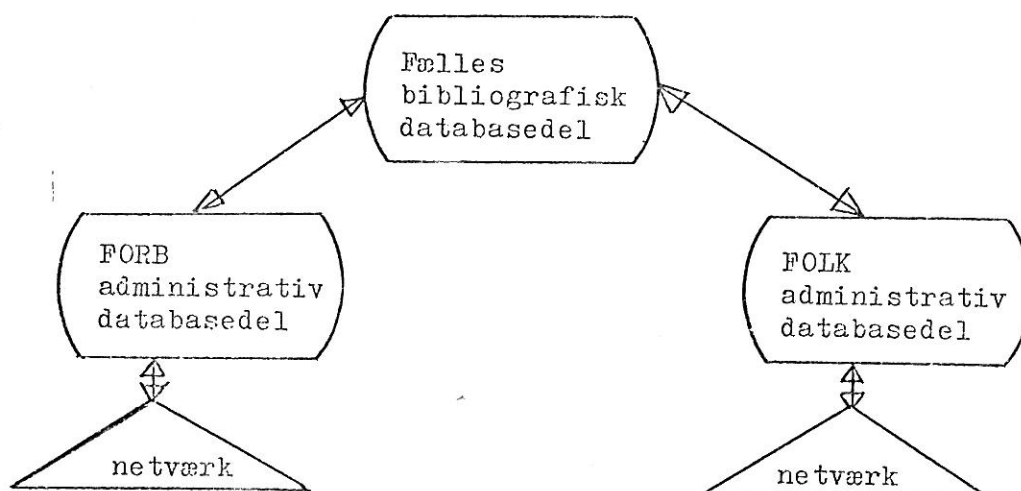 Fælles
bibliografisk
databasedel
FORB
administrativ
databasedel
FOLK
administrativ
databasedel
netværk
netværk